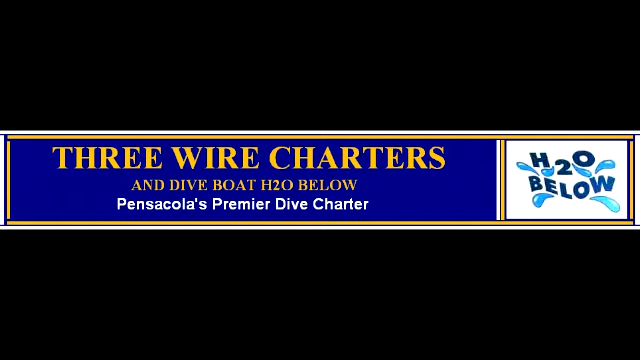 THREE WIRE CHARTERS
AND DIVE BOAT H2O BELOW
Pensacola's Premier Dive Charter
H2O
BELOW